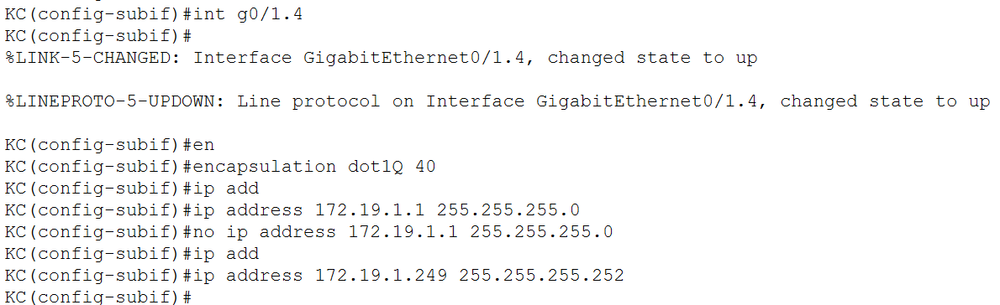 KC(config-subif)#int g0/1.4
KC(config-subif)#
%LINK-5-CHANGED: Interface GigabitEthernet0/1.4, changed state to up
%LINEPROTO-5-UPDOWN: Line protocol on Interface GigabitEthernet0/1.4, changed state to up
KC(config-subif)#en
KC(config-subif)#encapsulation dot1Q 40
KC(config-subif)#ip add
KC(config-subif)#ip address 172.19.1.1 255.255.255.0
KC(config-subif)#no ip address 172.19.1.1 255.255.255.0
KC(config-subif)#ip add
KC(config-subif)#ip address 172.19.1.249 255.255.255.252
KC(config-subif)#